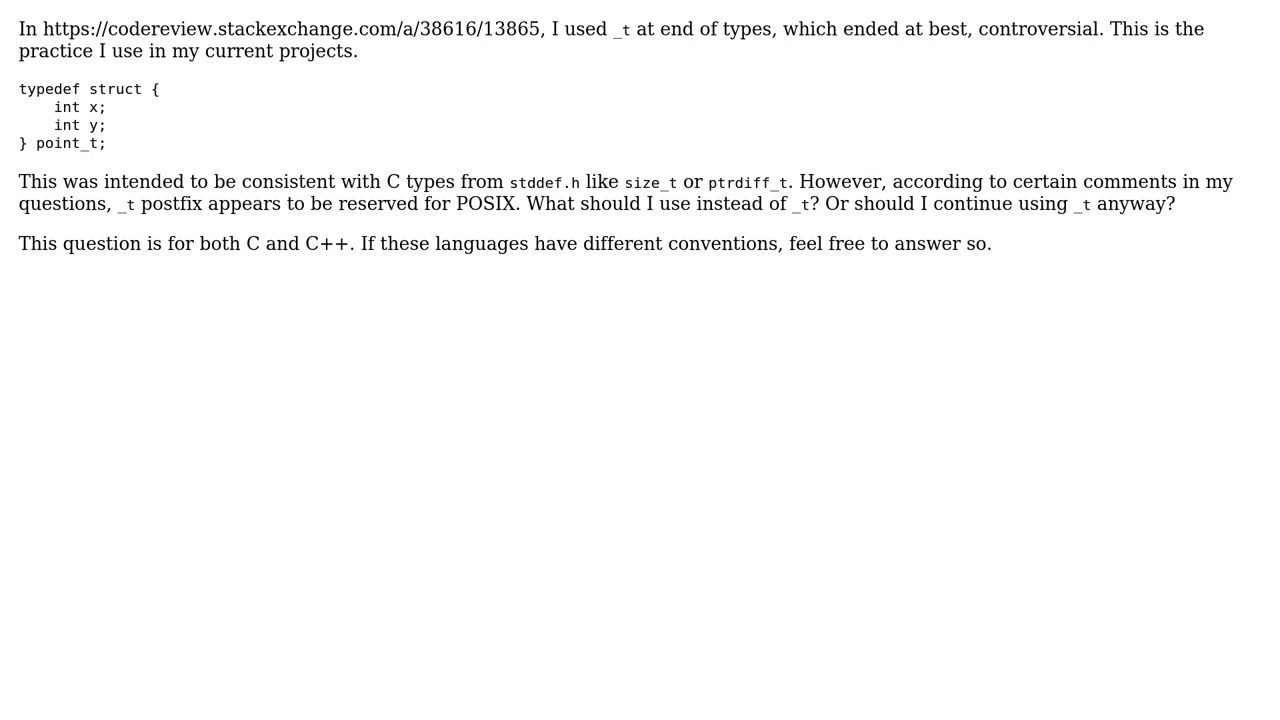 In https://codereview.stackexchange.com/a/38616/13865, I used _t at end of types, which ended at best, controversial. This is the
practice I use in my current projects.
typedef struct {
    int x;
    int y;
} point_t;
This was intended to be consistent with C types from stddef.h like size_t or ptrdiff_t. However, according to certain comments in my
questions, _t postfix appears to be reserved for POSIX. What should I use instead of _t? Or should I continue using _t anyway?
This question is for both C and C++. If these languages have different conventions, feel free to answer so.